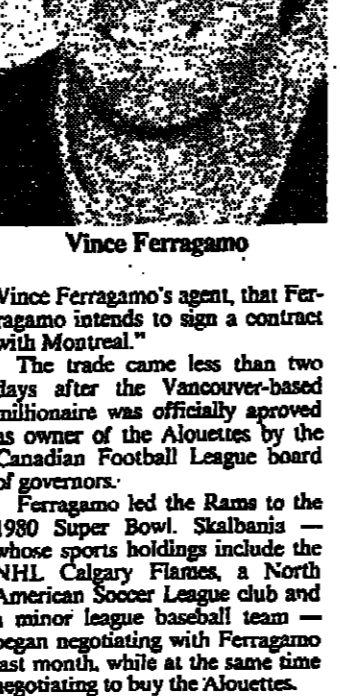 Vince Ferragamo
Vince Ferragamo's agent, that Fer-
ragamo intends to sign a contract
with Montreal."
The trade came less than two
days after the Vancouver-based
millionaire was officially aproved
as owner of the Alouettes by the
Canadian Football League board
of governors.
Ferragamo led the Rams to the
1980 Super Bowl. Skalbania —
whose sports holdings include the
NHL Calgary Flames, a North
American Soccer League club and
a minor league baseball team —
began negotiating with Ferragamo
last month, while at the same time
negotiating to buy the Alouettes.